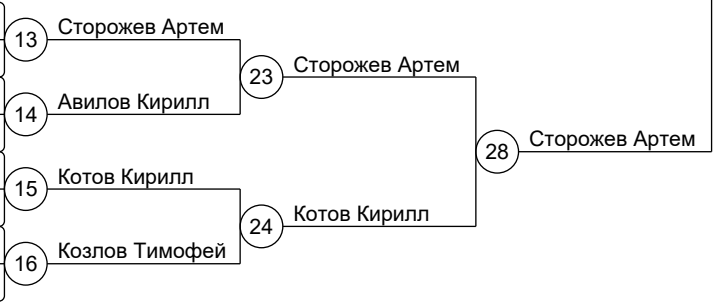 13 Сторожев Артем
23 Сторожев Артем
14 Авилов Кирилл
28 Сторожев Артем
15 Котов Кирилл
24 Котов Кирилл
16 Козлов Тимофей